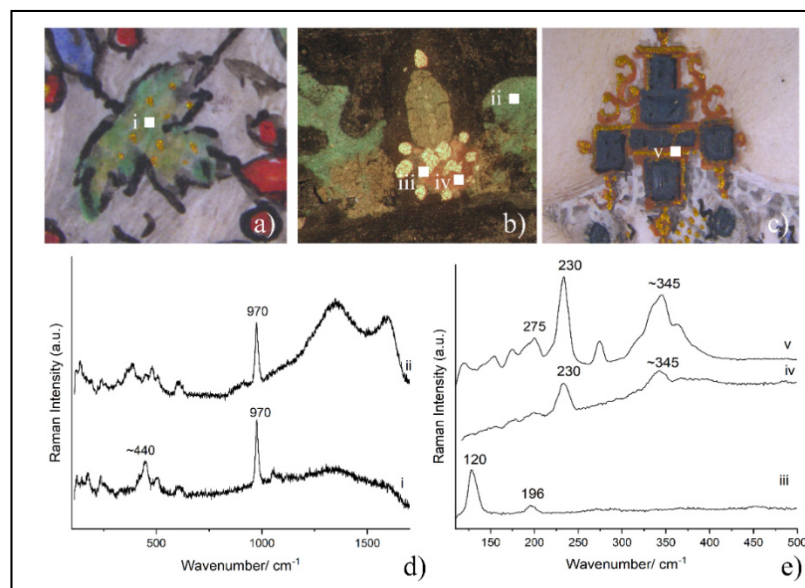 i
a)
ii
iii
iv
b)
v
c)
970
ii
970
~440
i
500
1000
1500
Raman Intensity (a.u.)
Wavenumber/ cm⁻¹
d)
230
~345
275
v
230
~345
iv
120
196
iii
150
200
250
300
350
400
450
500
Raman Intensity (a.u.)
Wavenumber/ cm⁻¹
e)